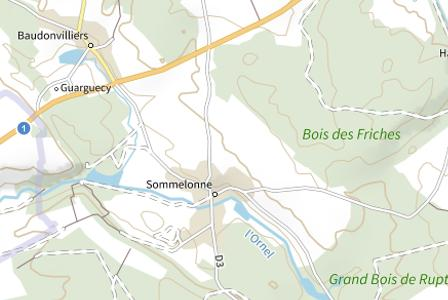 Baudonvilliers
Guarguecy
1
Bois des Friches
Sommelonne
l'Ornel
D3
Grand Bois de Rupt